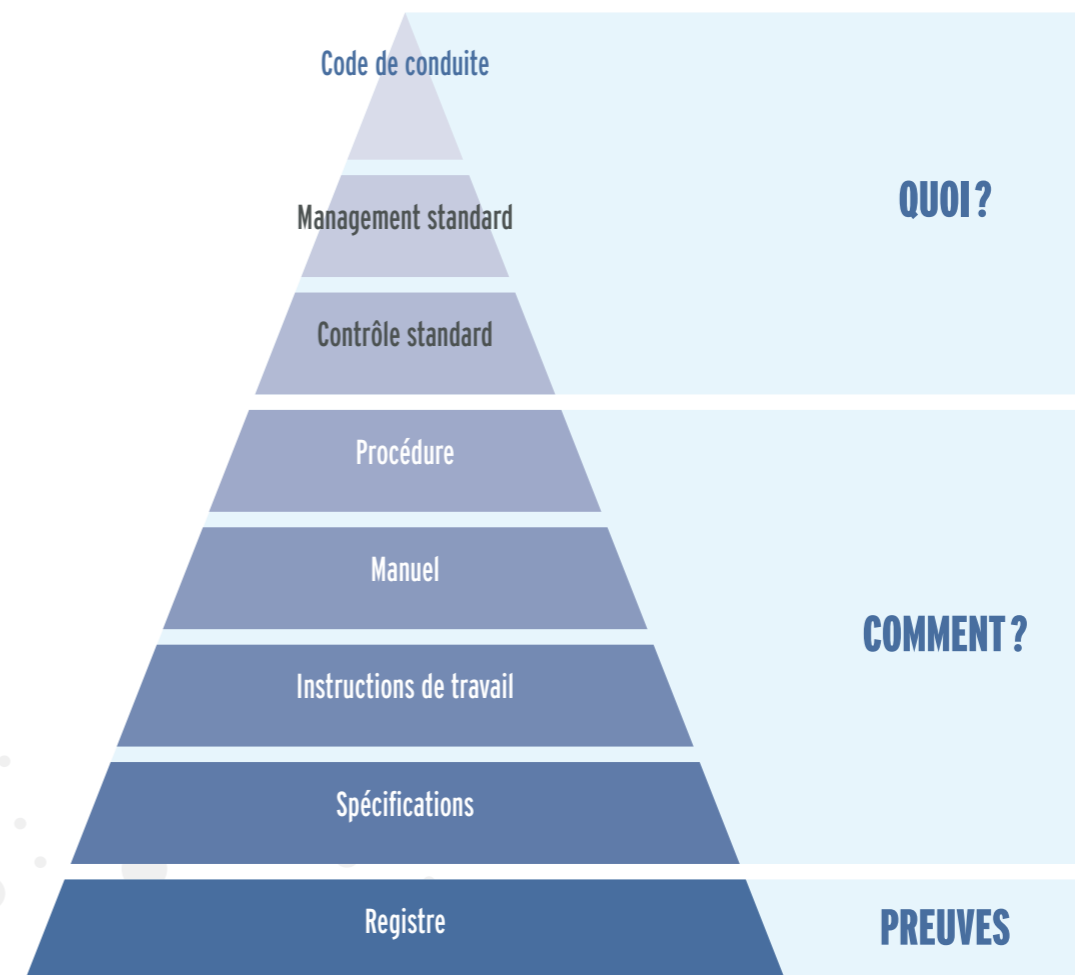 Code de conduite
Management standard
QUOI ?
Contrôle standard
Procédure
Manuel
COMMENT ?
Instructions de travail
Spécifications
Registre
PREUVES